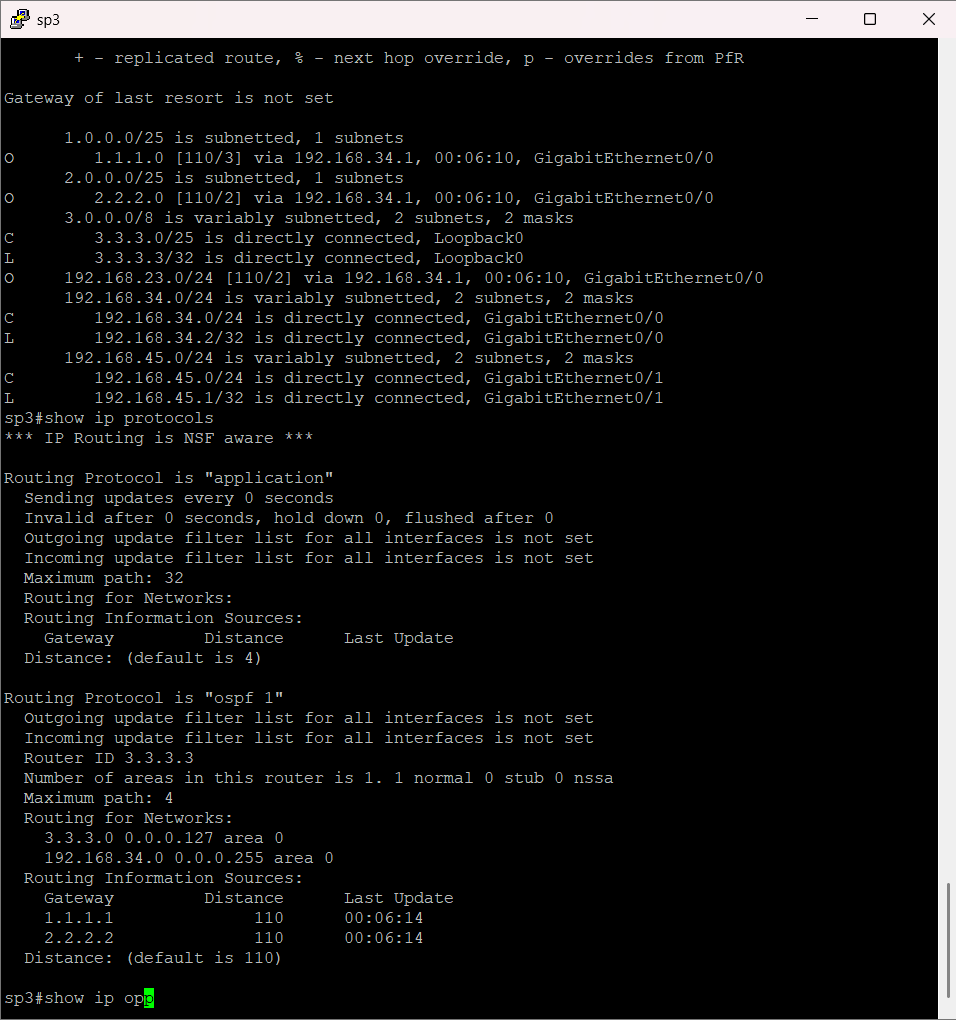 sp3
+ - replicated route, % - next hop override, p - overrides from PfR
Gateway of last resort is not set
1.0.0.0/25 is subnetted, 1 subnets
O 1.1.1.0 [110/3] via 192.168.34.1, 00:06:10, GigabitEthernet0/0
2.0.0.0/25 is subnetted, 1 subnets
O 2.2.2.0 [110/2] via 192.168.34.1, 00:06:10, GigabitEthernet0/0
3.0.0.0/8 is variably subnetted, 2 subnets, 2 masks
C 3.3.3.0/25 is directly connected, Loopback0
L 3.3.3.3/32 is directly connected, Loopback0
O 192.168.23.0/24 [110/2] via 192.168.34.1, 00:06:10, GigabitEthernet0/0
192.168.34.0/24 is variably subnetted, 2 subnets, 2 masks
C 192.168.34.0/24 is directly connected, GigabitEthernet0/0
L 192.168.34.2/32 is directly connected, GigabitEthernet0/0
192.168.45.0/24 is variably subnetted, 2 subnets, 2 masks
C 192.168.45.0/24 is directly connected, GigabitEthernet0/1
L 192.168.45.1/32 is directly connected, GigabitEthernet0/1
sp3#show ip protocols
*** IP Routing is NSF aware ***
Routing Protocol is "application"
Sending updates every 0 seconds
Invalid after 0 seconds, hold down 0, flushed after 0
Outgoing update filter list for all interfaces is not set
Incoming update filter list for all interfaces is not set
Maximum path: 32
Routing for Networks:
Routing Information Sources:
Gateway Distance Last Update
Distance: (default is 4)
Routing Protocol is "ospf 1"
Outgoing update filter list for all interfaces is not set
Incoming update filter list for all interfaces is not set
Router ID 3.3.3.3
Number of areas in this router is 1. 1 normal 0 stub 0 nssa
Maximum path: 4
Routing for Networks:
3.3.3.0 0.0.0.127 area 0
192.168.34.0 0.0.0.255 area 0
Routing Information Sources:
Gateway Distance Last Update
1.1.1.1 110 00:06:14
2.2.2.2 110 00:06:14
Distance: (default is 110)
sp3#show ip opp